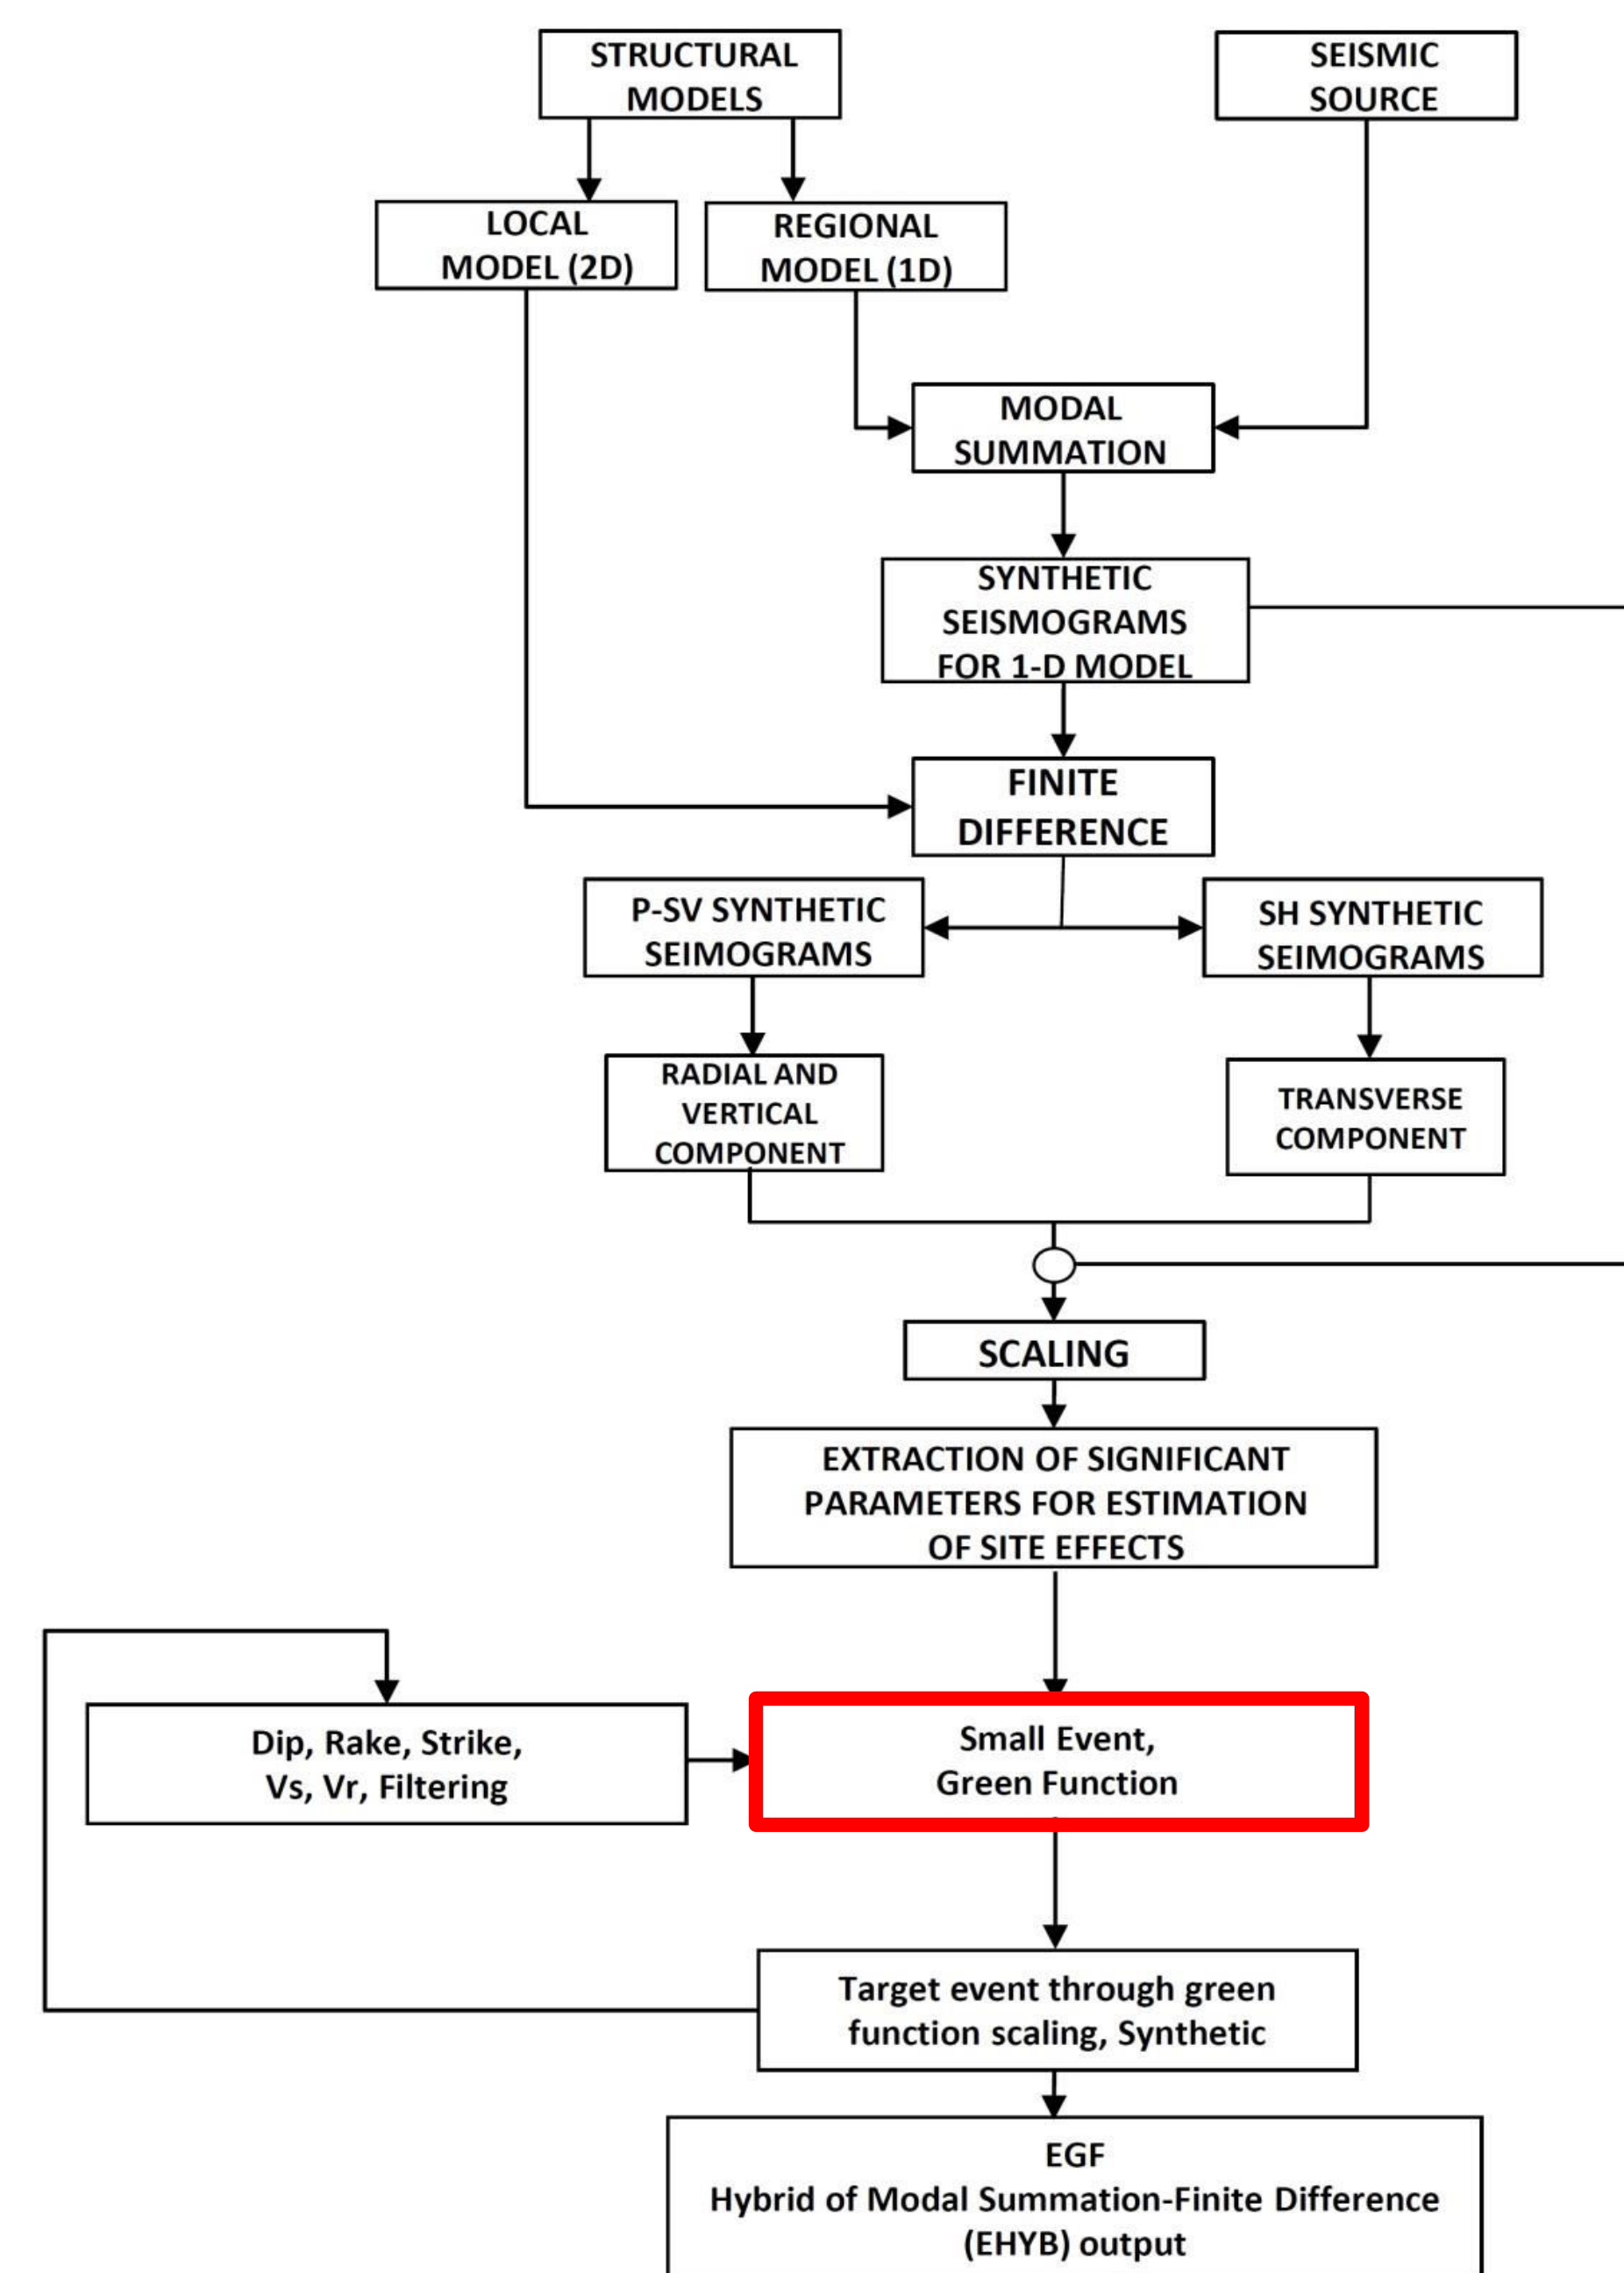 STRUCTURAL
MODELS
SEISMIC
SOURCE
LOCAL
MODEL (2D)
REGIONAL
MODEL (1D)
MODAL
SUMMATION
SYNTHETIC
SEISMOGRAMS
FOR 1-D MODEL
FINITE
DIFFERENCE
P-SV SYNTHETIC
SEIMOGRAMS
SH SYNTHETIC
SEIMOGRAMS
RADIAL AND
VERTICAL
COMPONENT
TRANSVERSE
COMPONENT
SCALING
EXTRACTION OF SIGNIFICANT
PARAMETERS FOR ESTIMATION
OF SITE EFFECTS
Dip, Rake, Strike,
Vs, Vr, Filtering
Small Event,
Green Function
Target event through green
function scaling, Synthetic
EGF
Hybrid of Modal Summation-Finite Difference
(EHYB) output